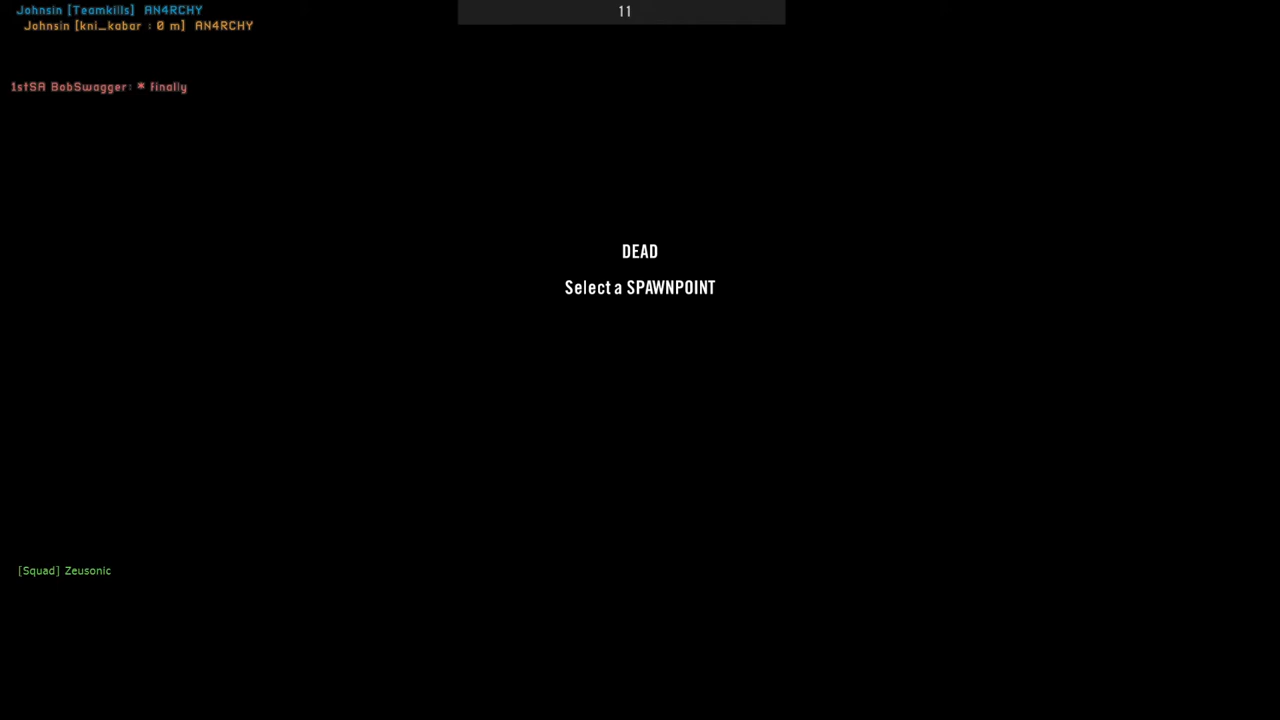 Johnsin [Teamkills] AN4RCHY
Johnsin [kni_kabar : 0 m] AN4RCHY
11
1stSA BobSwagger: * finally
DEAD
Select a SPAWNPOINT
[Squad] Zeusonic